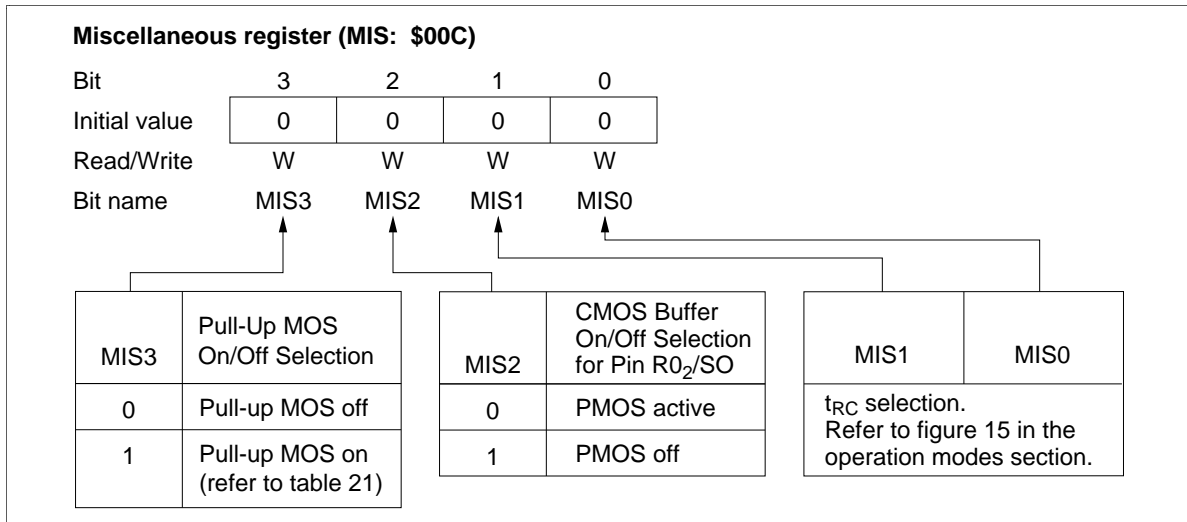 Miscellaneous register (MIS: $00C)
Bit 3 2 1 0
Initial value 0 0 0 0
Read/Write W W W W
Bit name MIS3 MIS2 MIS1 MIS0
MIS3
Pull-Up MOS
On/Off Selection
0 Pull-up MOS off
1 Pull-up MOS on
(refer to table 21)
MIS2
CMOS Buffer
On/Off Selection
for Pin R0₂/SO
0 PMOS active
1 PMOS off
MIS1 MIS0
tRC selection.
Refer to figure 15 in the
operation modes section.